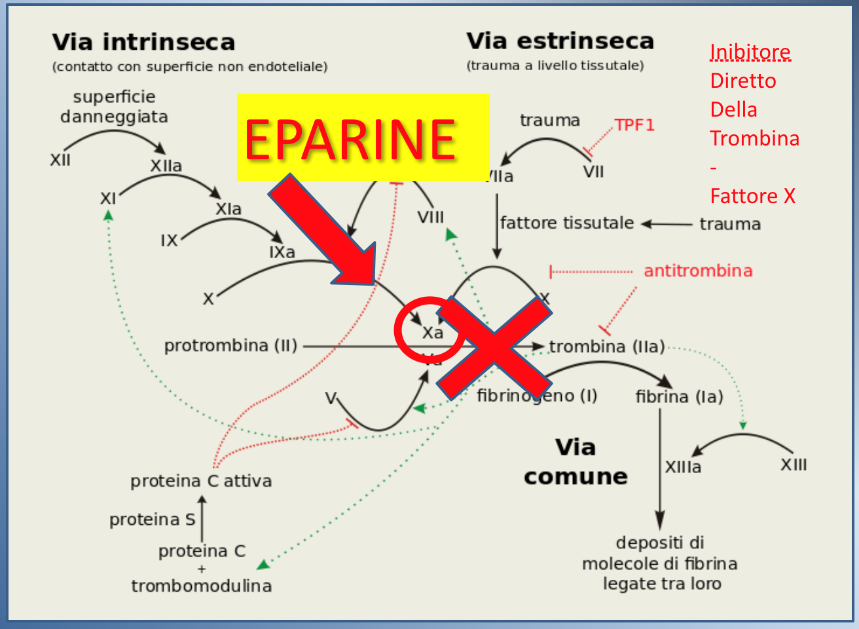 Via intrinseca
(contatto con superficie non endoteliale)
Via estrinseca
(trauma a livello tissutale)
Inibitore
Diretto
Della
Trombina
-
Fattore X
superficie
danneggiata
EPARINE
trauma
TPF1
XII
XIIa
VIIa
VII
XI
XIa
VIII
fattore tissutale
trauma
IX
IXa
antitrombina
X
X
Xa
protrombina (II)
trombina (IIa)
Va
V
fibrinogeno (I)
fibrina (Ia)
Via
comune
XIIIa
XIII
proteina C attiva
proteina S
proteina C
+
trombomodulina
depositi di
molecole di fibrina
legate tra loro